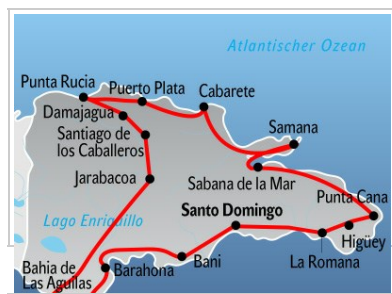 Atlantischer Ozean
Punta Rucia
Puerto Plata
Cabarete
Damajagua
Samana
Santiago de
los Caballeros
Jarabacoa
Sabana de la Mar
Punta Cana
Lago Enriquillo
Santo Domingo
Higüey
La Romana
Bani
Barahona
Bahia de
Las Aguilas